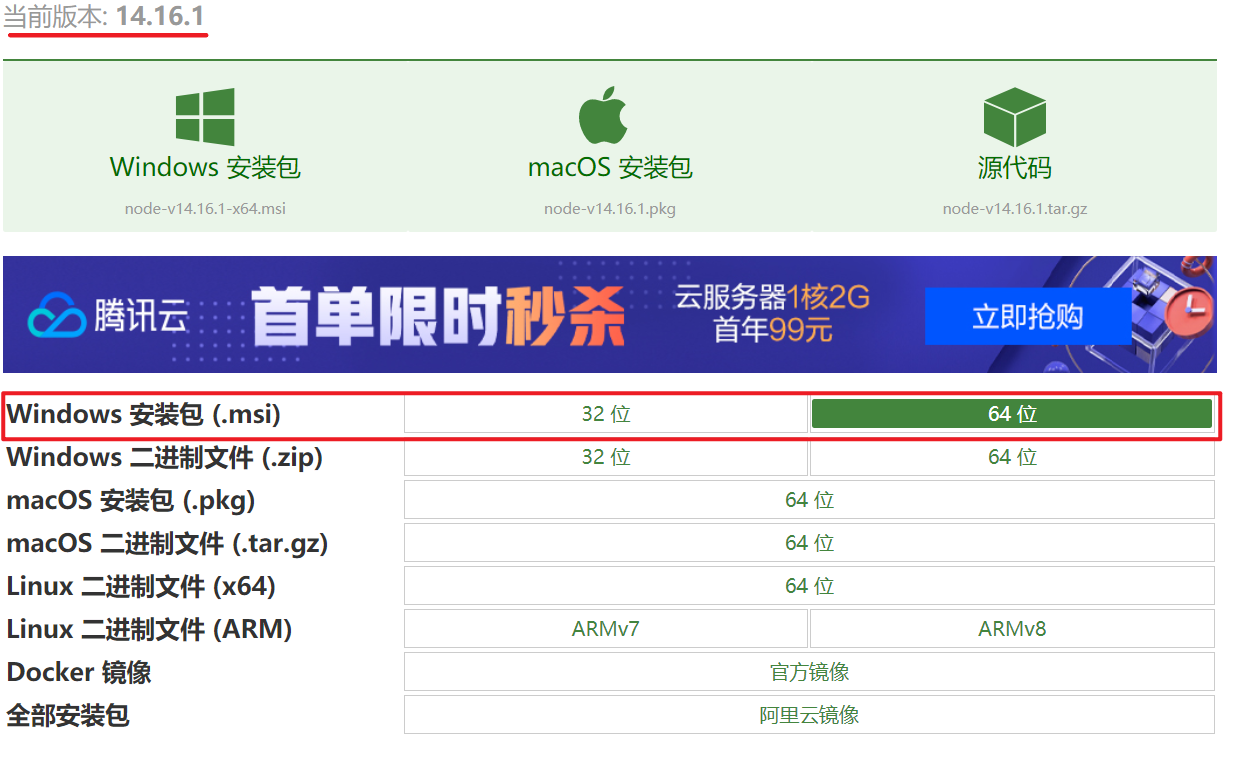 当前版本: 14.16.1
Windows 安装包
macOS 安装包
源代码
node-v14.16.1-x64.msi
node-v14.16.1.pkg
node-v14.16.1.tar.gz
腾讯云
首单限时秒杀
云服务器1核2G
首年99元
立即抢购
Windows 安装包 (.msi) 32 位 64 位
Windows 二进制文件 (.zip) 32 位 64 位
macOS 安装包 (.pkg) 64 位
macOS 二进制文件 (.tar.gz) 64 位
Linux 二进制文件 (x64) 64 位
Linux 二进制文件 (ARM) ARMv7 ARMv8
Docker 镜像 官方镜像
全部安装包 阿里云镜像